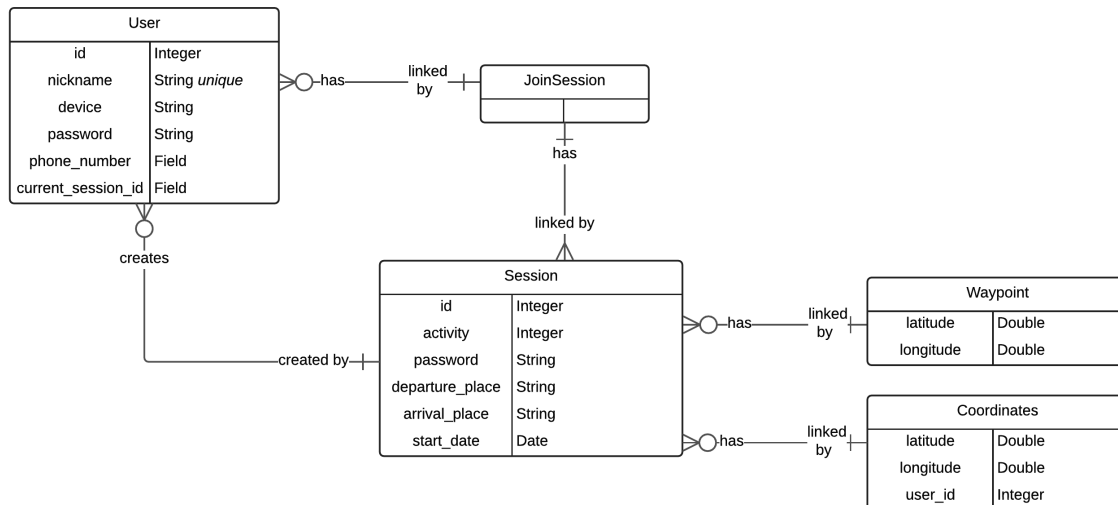 User
id Integer
nickname String unique
device String
password String
phone_number Field
current_session_id Field
has
linked
by
JoinSession
has
linked by
creates
created by
Session
id Integer
activity Integer
password String
departure_place String
arrival_place String
start_date Date
has
linked
by
Waypoint
latitude Double
longitude Double
has
linked
by
Coordinates
latitude Double
longitude Double
user_id Integer